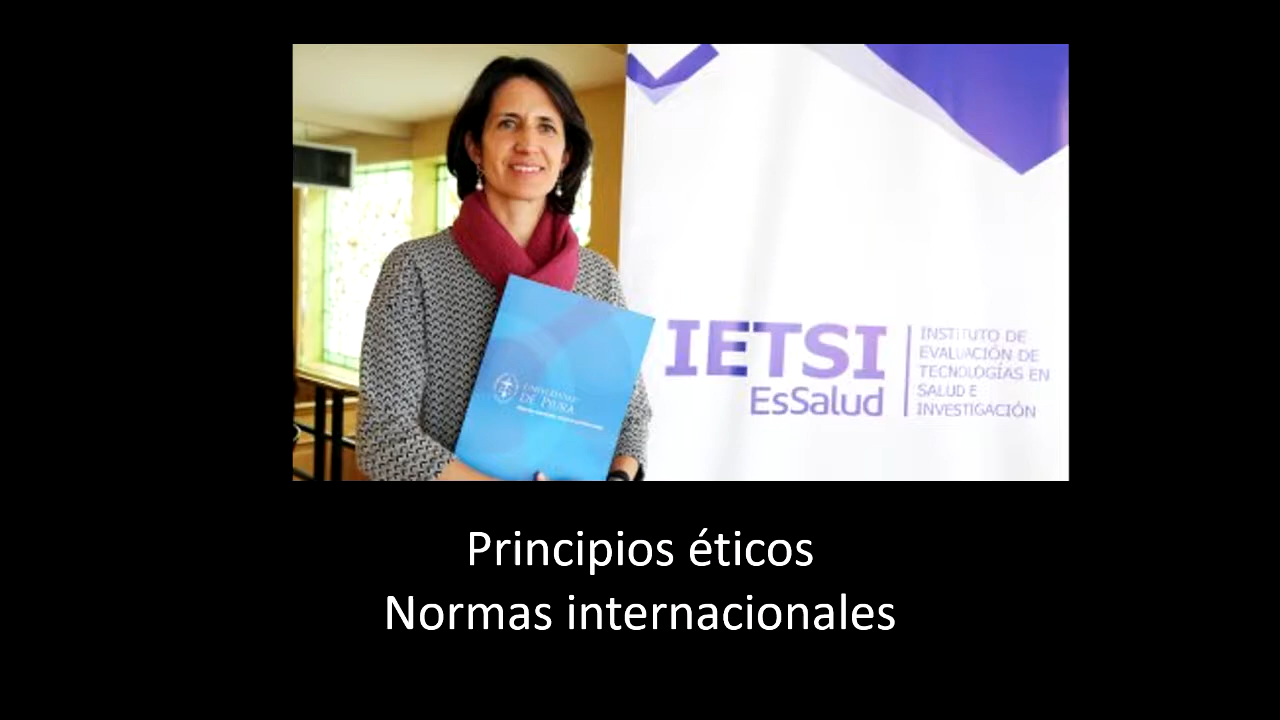 IETSI
EsSalud
INSTITUTO DE
EVALUACIÓN DE
TECNOLOGÍAS EN
SALUD E
INVESTIGACIÓN
UNIVERSIDAD
DE PIURA
Principios éticos
Normas internacionales